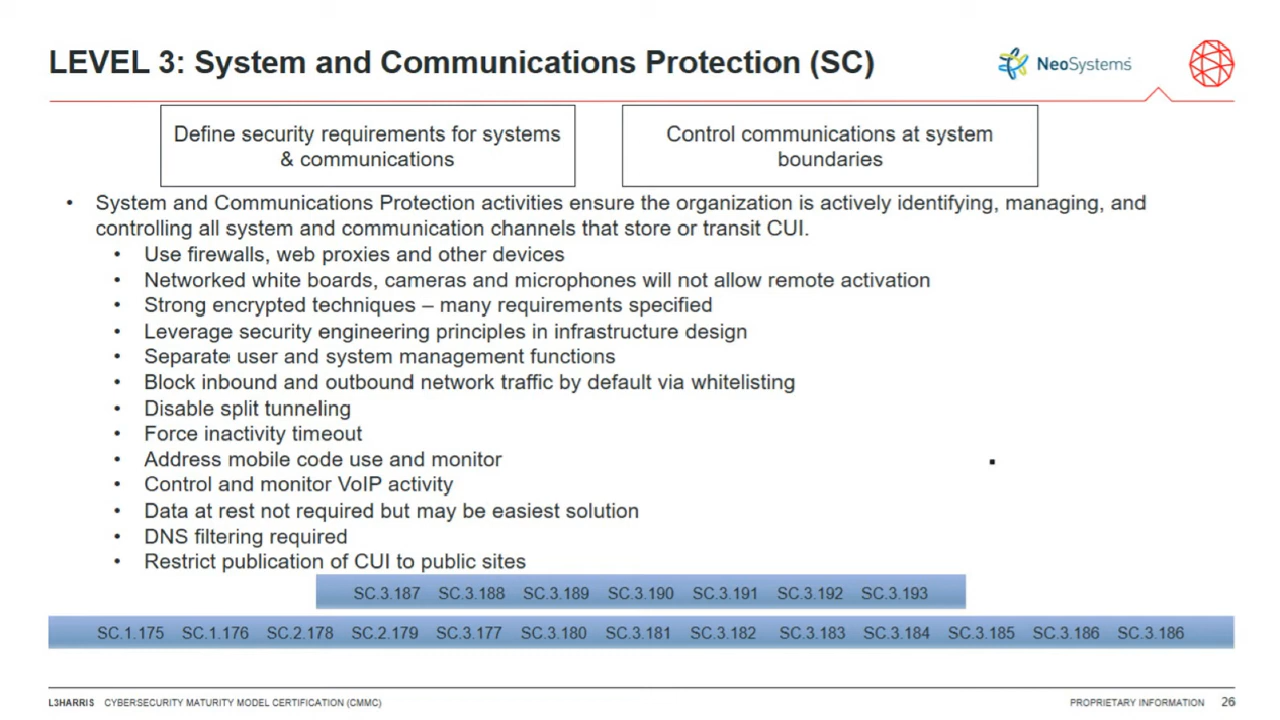 LEVEL 3: System and Communications Protection (SC)
NeoSystems
Define security requirements for systems
& communications
Control communications at system
boundaries
• System and Communications Protection activities ensure the organization is actively identifying, managing, and
controlling all system and communication channels that store or transit CUI.
• Use firewalls, web proxies and other devices
• Networked white boards, cameras and microphones will not allow remote activation
• Strong encrypted techniques – many requirements specified
• Leverage security engineering principles in infrastructure design
• Separate user and system management functions
• Block inbound and outbound network traffic by default via whitelisting
• Disable split tunneling
• Force inactivity timeout
• Address mobile code use and monitor
• Control and monitor VoIP activity
• Data at rest not required but may be easiest solution
• DNS filtering required
• Restrict publication of CUI to public sites
SC.3.187 SC.3.188 SC.3.189 SC.3.190 SC.3.191 SC.3.192 SC.3.193
SC.1.175 SC.1.176 SC.2.178 SC.2.179 SC.3.177 SC.3.180 SC.3.181 SC.3.182 SC.3.183 SC.3.184 SC.3.185 SC.3.186 SC.3.186
L3HARRIS CYBERSECURITY MATURITY MODEL CERTIFICATION (CMMC)
PROPRIETARY INFORMATION 26